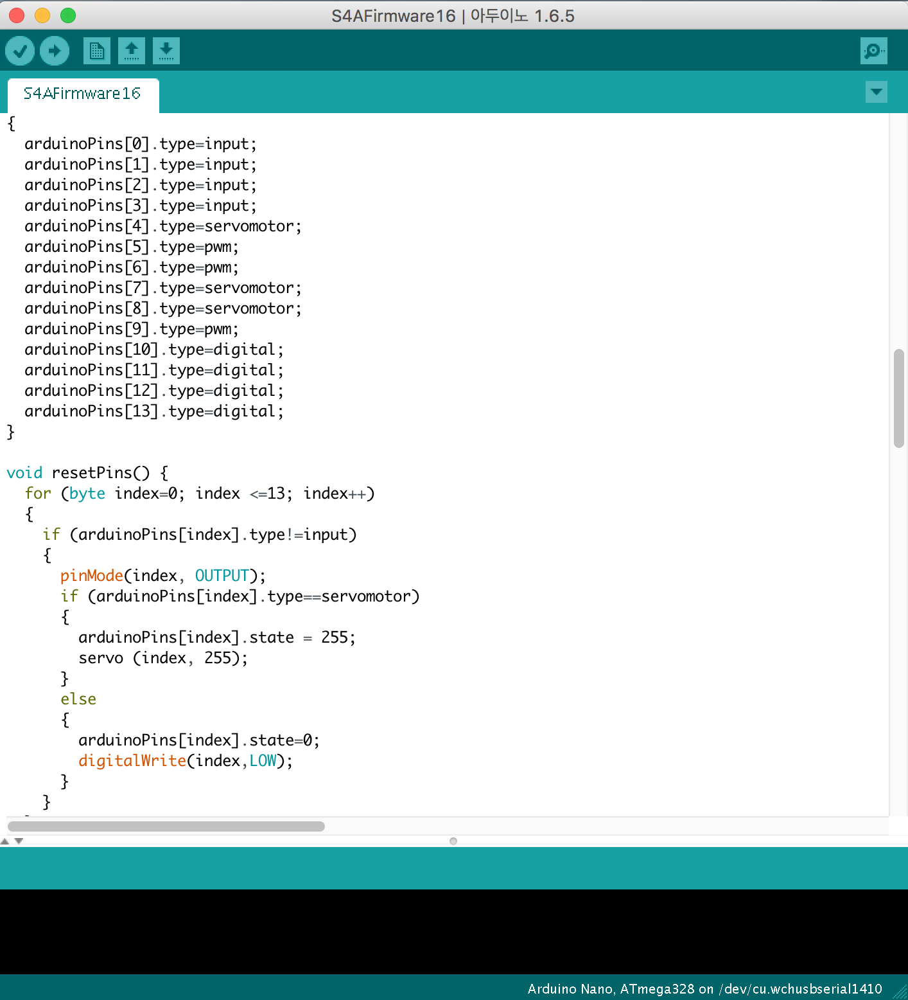 S4AFirmware16 | 아두이노 1.6.5
S4AFirmware16
{
  arduinoPins[0].type=input;
  arduinoPins[1].type=input;
  arduinoPins[2].type=input;
  arduinoPins[3].type=input;
  arduinoPins[4].type=servomotor;
  arduinoPins[5].type=pwm;
  arduinoPins[6].type=pwm;
  arduinoPins[7].type=servomotor;
  arduinoPins[8].type=servomotor;
  arduinoPins[9].type=pwm;
  arduinoPins[10].type=digital;
  arduinoPins[11].type=digital;
  arduinoPins[12].type=digital;
  arduinoPins[13].type=digital;
}

void resetPins() {
  for (byte index=0; index <=13; index++)
  {
    if (arduinoPins[index].type!=input)
    {
      pinMode(index, OUTPUT);
      if (arduinoPins[index].type==servomotor)
      {
        arduinoPins[index].state = 255;
        servo (index, 255);
      }
      else
      {
        arduinoPins[index].state=0;
        digitalWrite(index,LOW);
      }
    }
Arduino Nano, ATmega328 on /dev/cu.wchusbserial1410